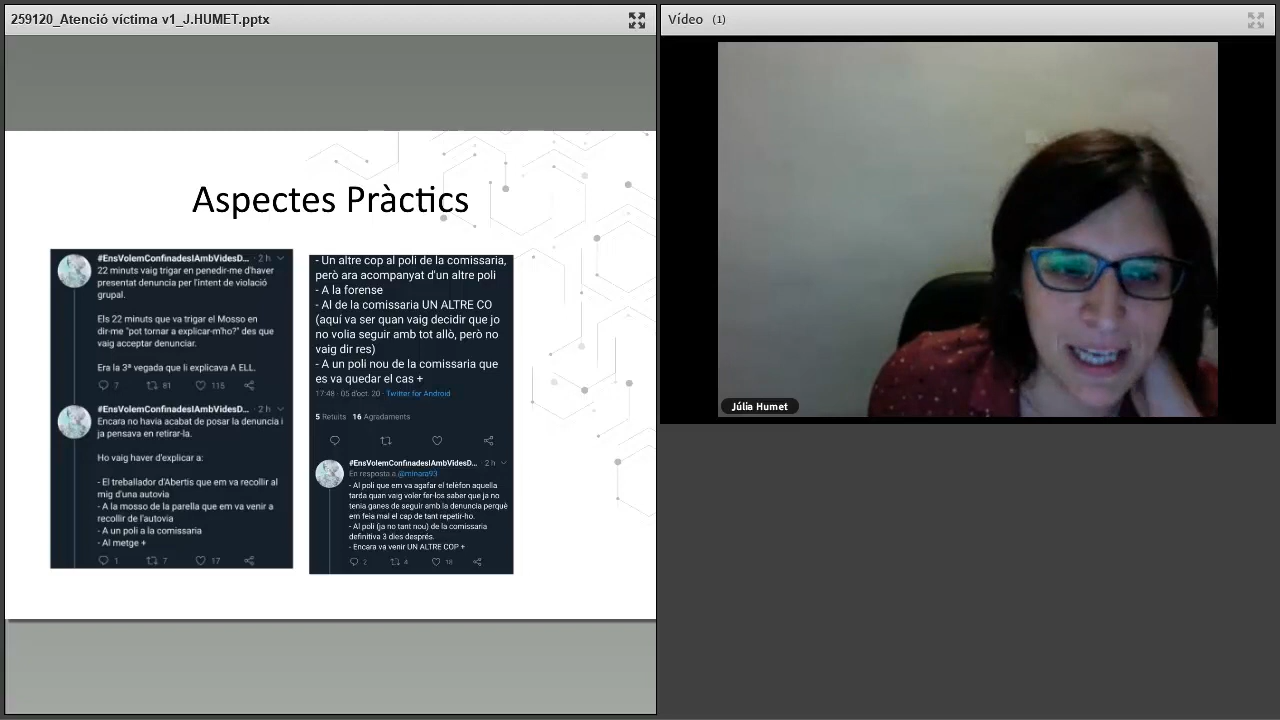 259120_Atenció víctima v1_J.HUMET.pptx
Vídeo (1)
Aspectes Pràctics
#EnsVolemConfinadesIAmbVidesD... · 2 h
22 minuts vaig trigar en penedir-me d'haver
presentat denuncia per l'intent de violació
grupal.
Els 22 minuts que va trigar el Mosso en
dir-me "pot tornar a explicar-m'ho?" des que
vaig acceptar denunciar.
Era la 3ª vegada que li explicava A ELL.
7 81 116
#EnsVolemConfinadesIAmbVidesD... · 2 h
Encara no havia acabat de posar la denuncia i
ja pensava en retirar-la.
Ho vaig haver d'explicar a:
- El treballador d'Abertis que em va recollir al
mig d'una autovia
- A la mosso de la parella que em va venir a
recollir de l'autovia
- A un poli a la comissaria
- Al metge +
1 7 17
- Un altre cop al poli de la comissaria,
però ara acompanyat d'un altre poli
- A la forense
- Al de la comissaria UN ALTRE CO
(aquí va ser quan vaig decidir que jo
no volia seguir amb tot allò, però no
vaig dir res)
- A un poli nou de la comissaria que
es va quedar el cas +
17:48 · 05 d'oct. 20 · Twitter for Android
5 Retuits 16 Agradaments
#EnsVolemConfinadesIAmbVidesD... 2 h
En resposta a @minara93
- Al poli que em va agafar el telèfon aquella
tarda quan vaig voler fer-los saber que ja no
tenia ganes de seguir amb la denuncia perquè
em feia mal el cap de tant repetir-ho.
- Al poli (ja no tant nou) de la comissaria
definitiva 3 dies després.
- Encara va venir UN ALTRE COP +
2 4 18
Júlia Humet